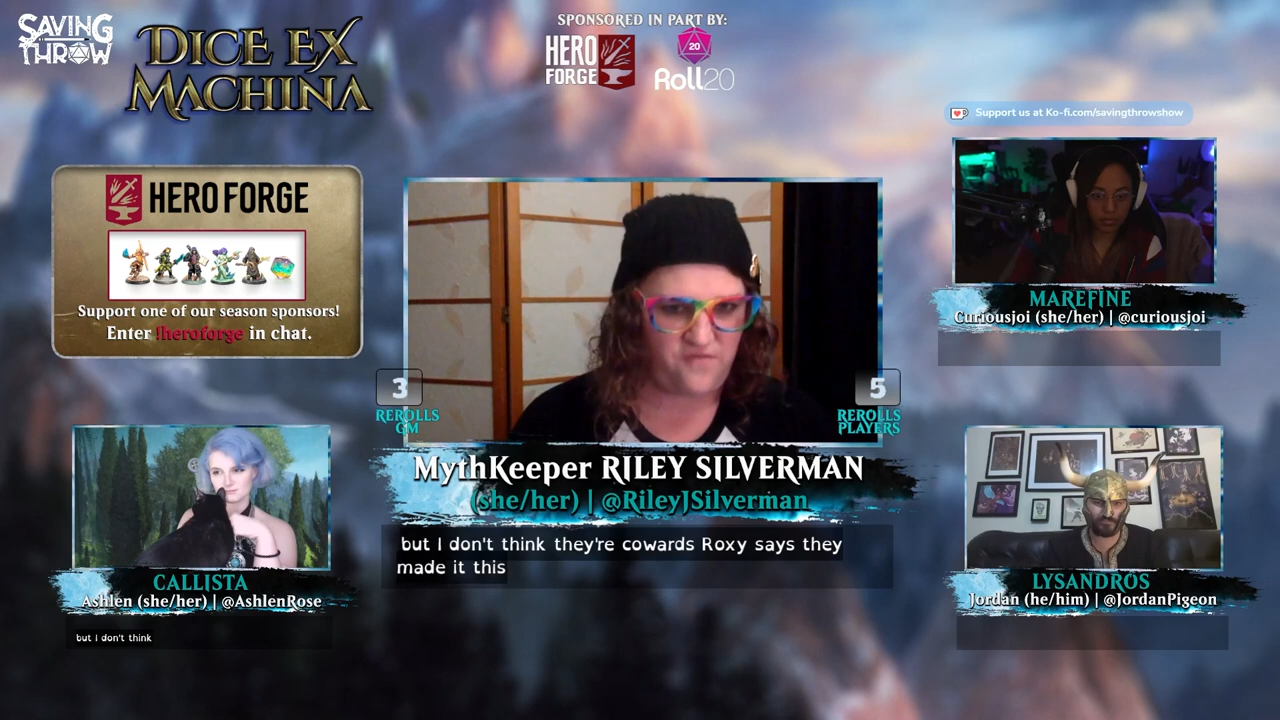 SAVING
THROW
DICE EX
MACHINA
SPONSORED IN PART BY:
HERO
FORGE
20
Roll20
Support us at Ko-fi.com/savingthrowshow
HERO FORGE
Support one of our season sponsors!
Enter !heroforge in chat.
MAREFINE
Curiousjoi (she/her) | @curiousjoi
3
REROLLS
GM
5
REROLLS
PLAYERS
MythKeeper RILEY SILVERMAN
(she/her) | @RileyJSilverman
but I don't think they're cowards Roxy says they
made it this
CALLISTA
Ashlen (she/her) | @AshlenRose
but I don't think
LYSANDROS
Jordan (he/him) | @JordanPigeon